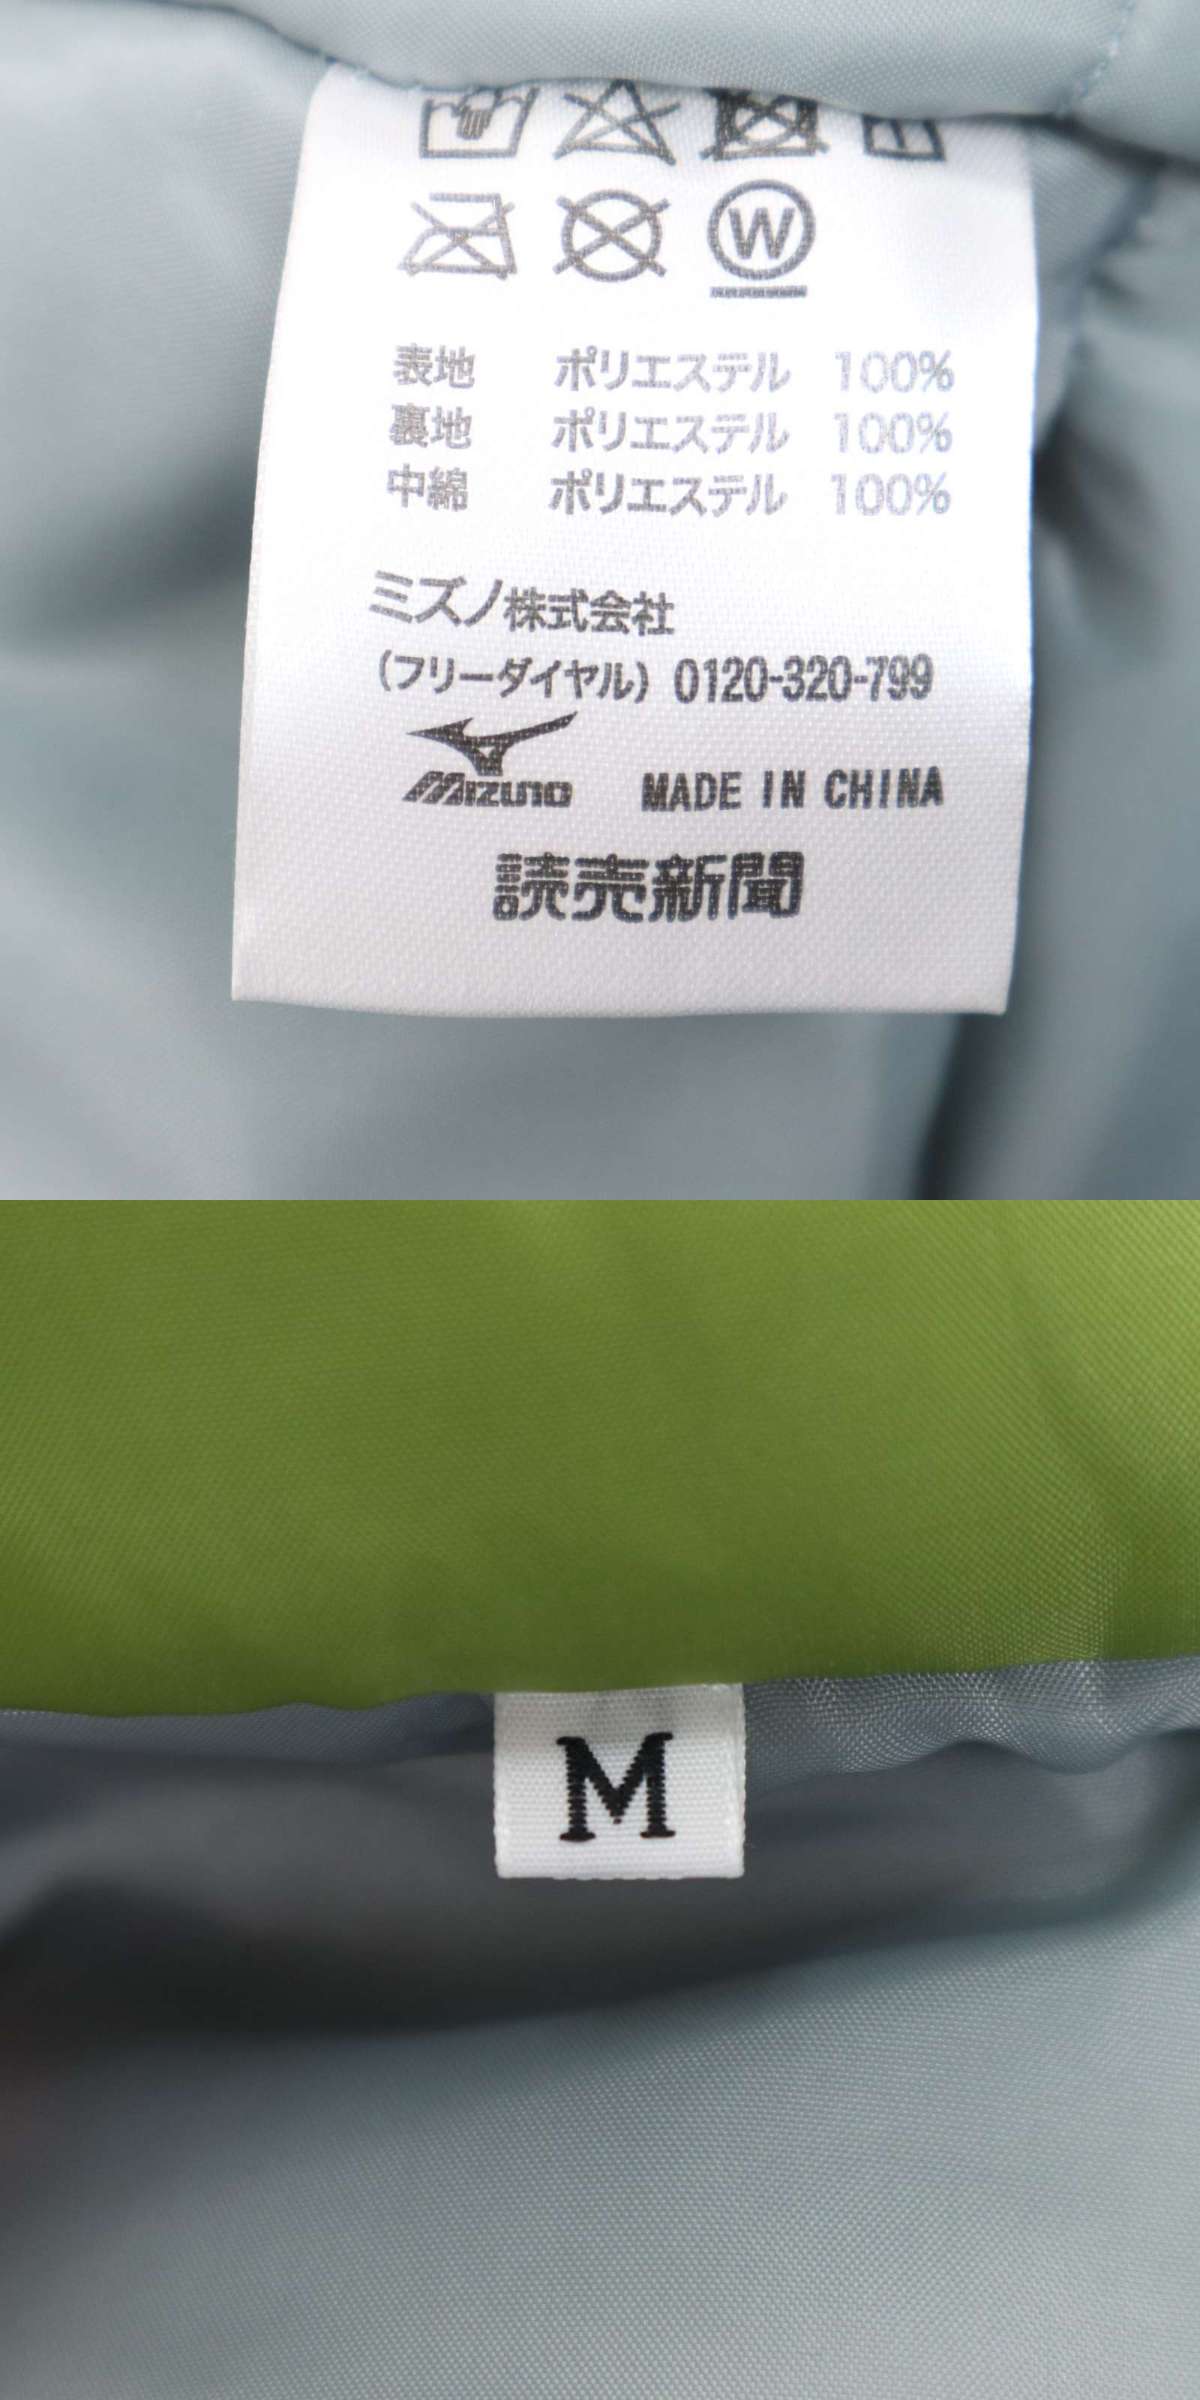 W
表地 ポリエステル 100%
裏地 ポリエステル 100%
中綿 ポリエステル 100%
ミズノ株式会社
(フリーダイヤル) 0120-320-799
MIZUNO MADE IN CHINA
読売新聞
M